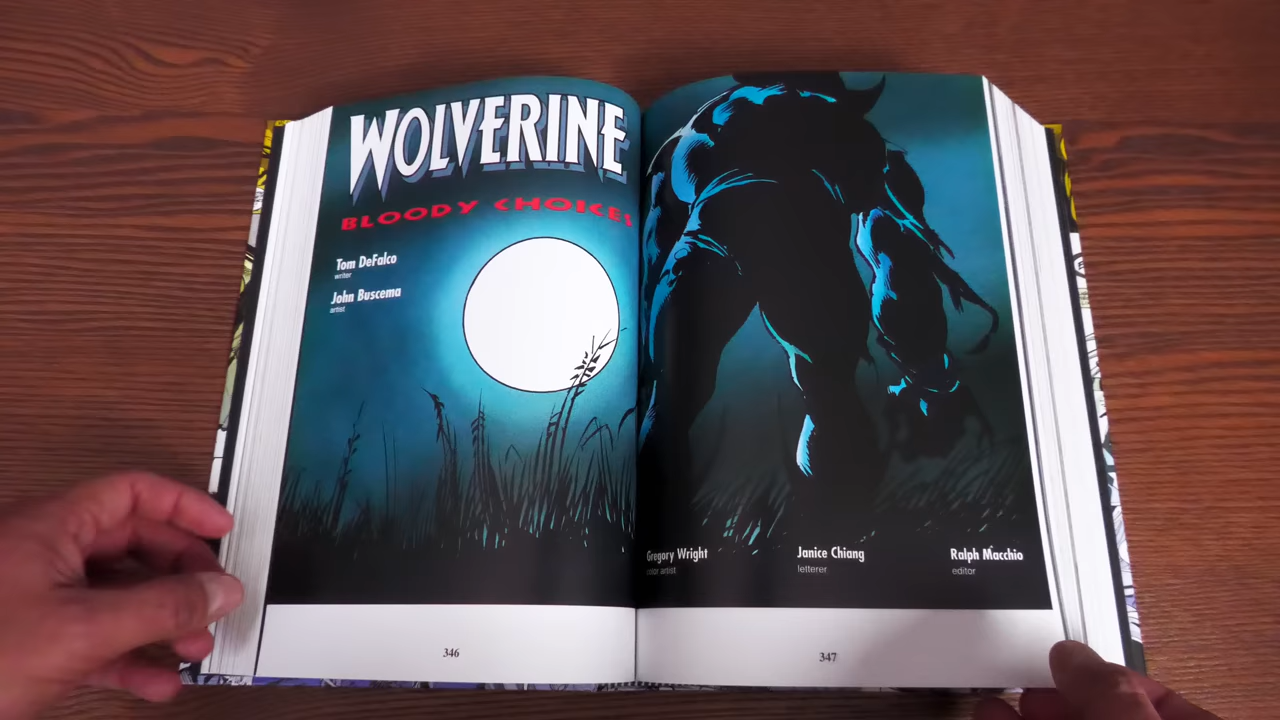 WOLVERINE
BLOODY CHOICES
Tom DeFalco
writer
John Buscema
artist
Gregory Wright
color artist
Janice Chiang
letterer
Ralph Macchio
editor
346
347